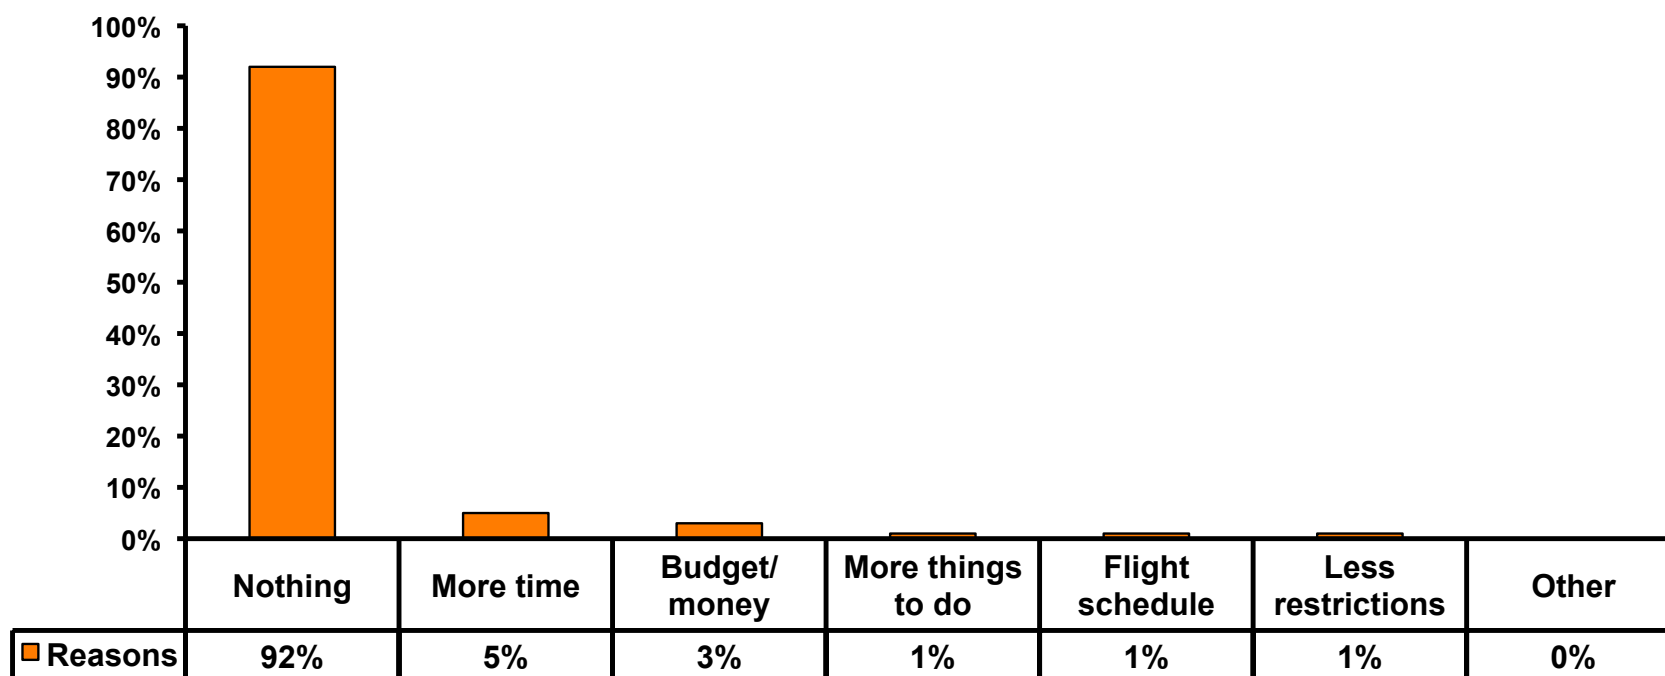 100%
90%
80%
70%
60%
50%
40%
30%
20%
10%
0%
Nothing
More time
Budget/
money
More things
to do
Flight
schedule
Less
restrictions
Other
Reasons 92% 5% 3% 1% 1% 1% 0%